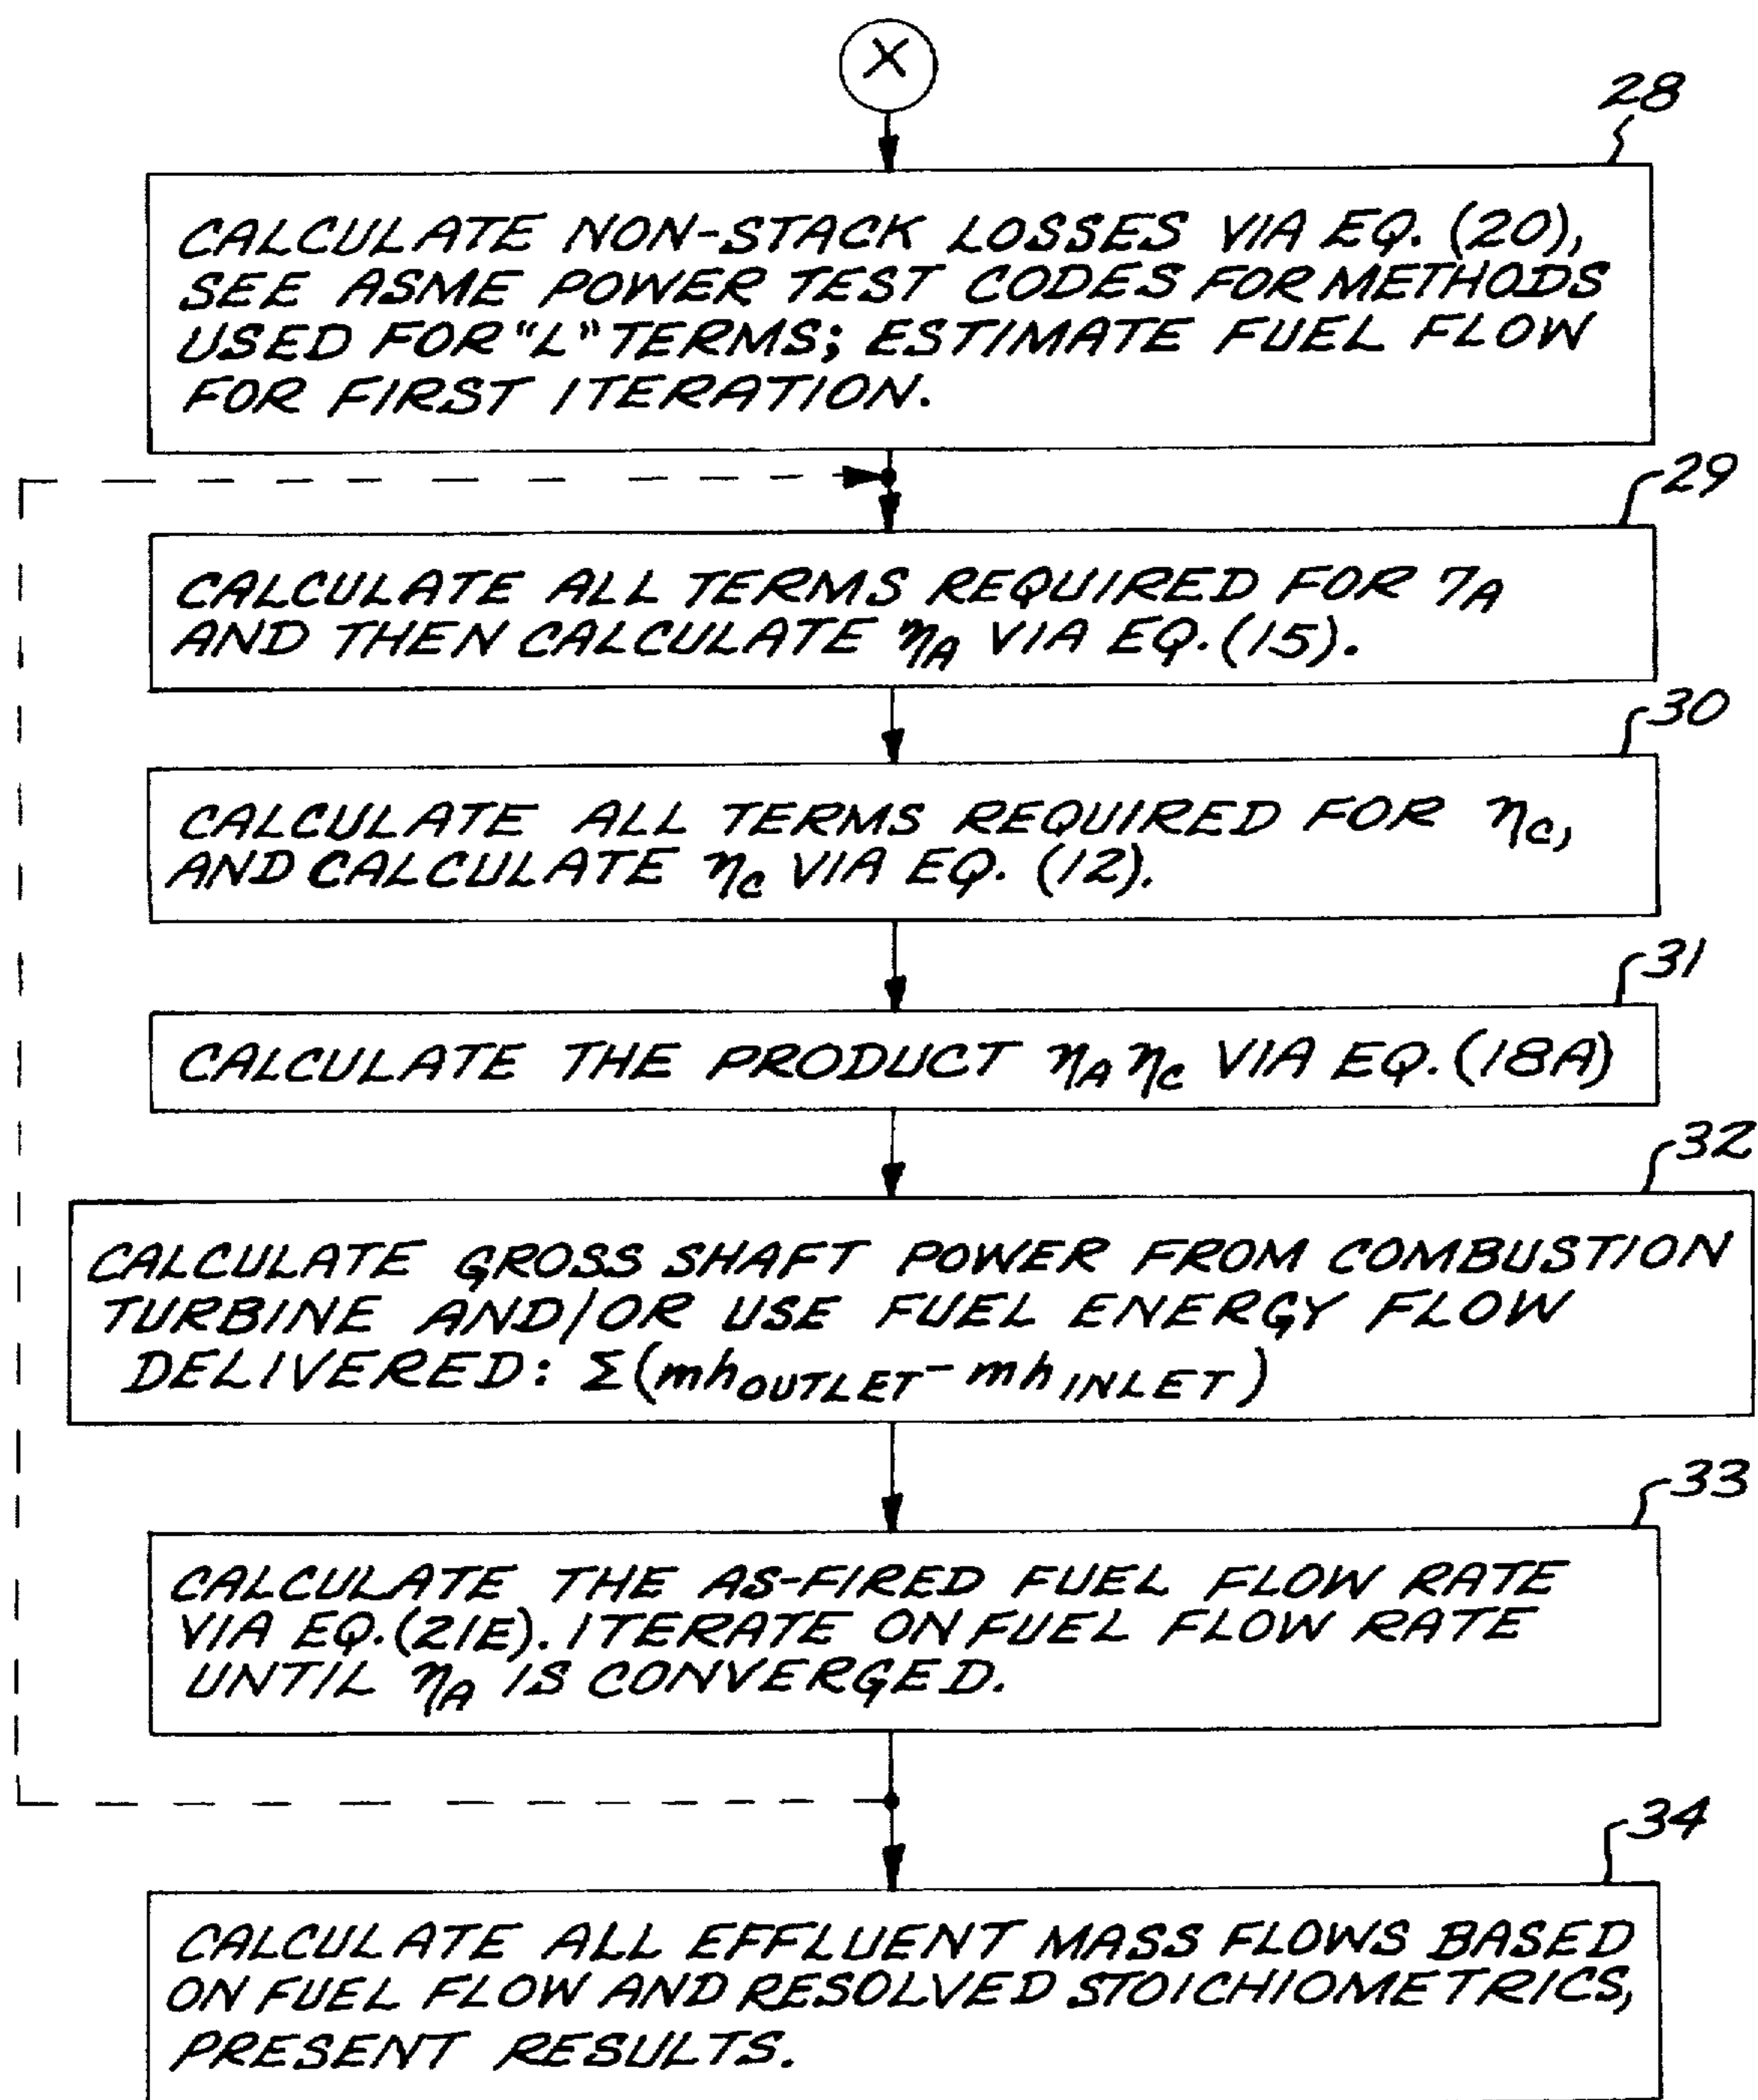 X
28
CALCULATE NON-STACK LOSSES VIA EQ. (20),
SEE ASME POWER TEST CODES FOR METHODS
USED FOR "L" TERMS; ESTIMATE FUEL FLOW
FOR FIRST ITERATION.
29
CALCULATE ALL TERMS REQUIRED FOR 7A
AND THEN CALCULATE ηA VIA EQ. (15).
30
CALCULATE ALL TERMS REQUIRED FOR ηC,
AND CALCULATE ηC VIA EQ. (12).
31
CALCULATE THE PRODUCT ηA ηC VIA EQ. (18A)
32
CALCULATE GROSS SHAFT POWER FROM COMBUSTION
TURBINE AND/OR USE FUEL ENERGY FLOW
DELIVERED: Σ(mhOUTLET - mhINLET)
33
CALCULATE THE AS-FIRED FUEL FLOW RATE
VIA EQ. (21E). ITERATE ON FUEL FLOW RATE
UNTIL ηA IS CONVERGED.
34
CALCULATE ALL EFFLUENT MASS FLOWS BASED
ON FUEL FLOW AND RESOLVED STOICHIOMETRICS,
PRESENT RESULTS.